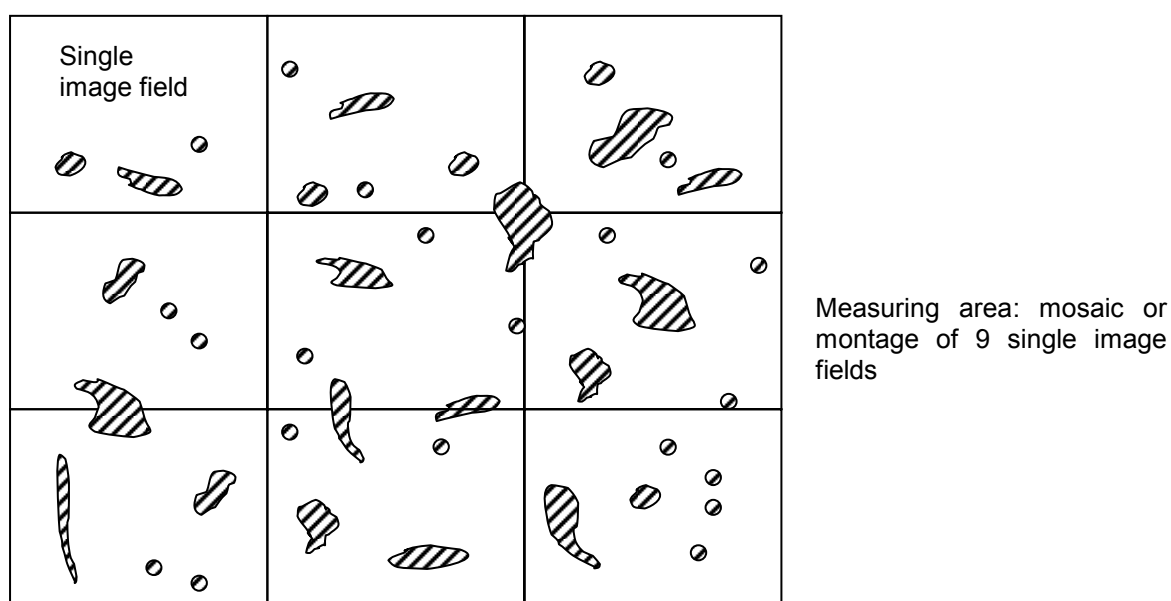 Single
image field
Measuring area: mosaic or
montage of 9 single image
fields